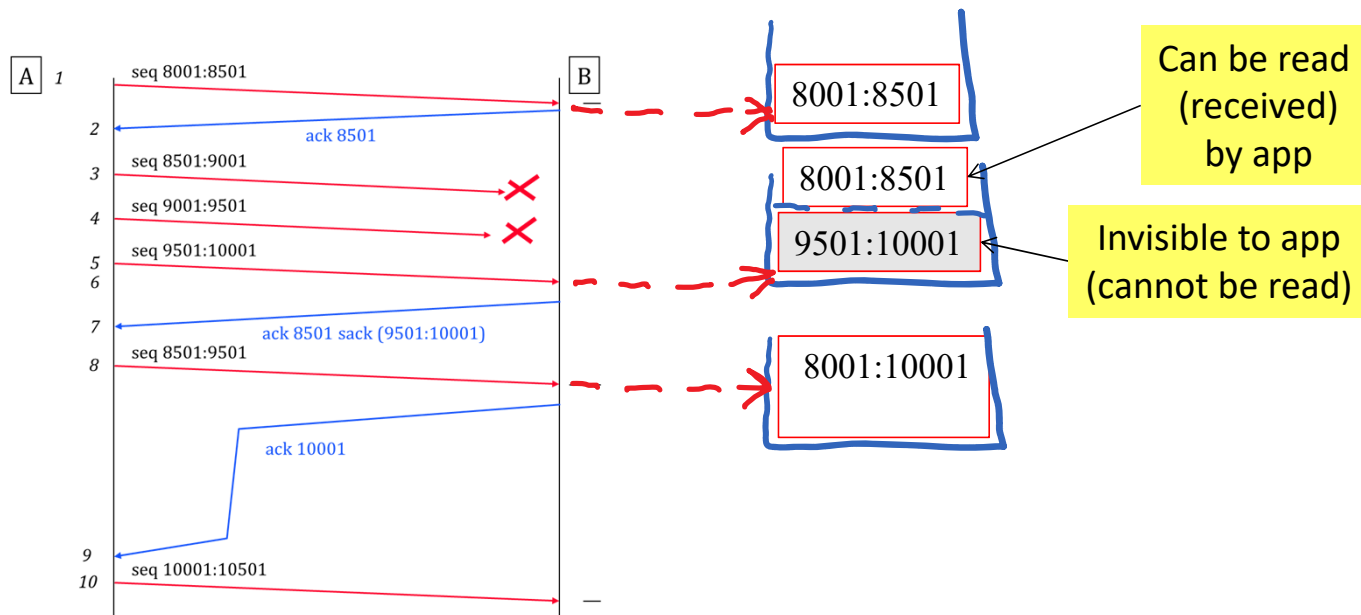 A
1
seq 8001:8501
B
2
ack 8501
3
seq 8501:9001
4
seq 9001:9501
5
seq 9501:10001
6
7
ack 8501 sack (9501:10001)
8
seq 8501:9501
ack 10001
9
10
seq 10001:10501
8001:8501
8001:8501
9501:10001
8001:10001
Can be read
(received)
by app
Invisible to app
(cannot be read)